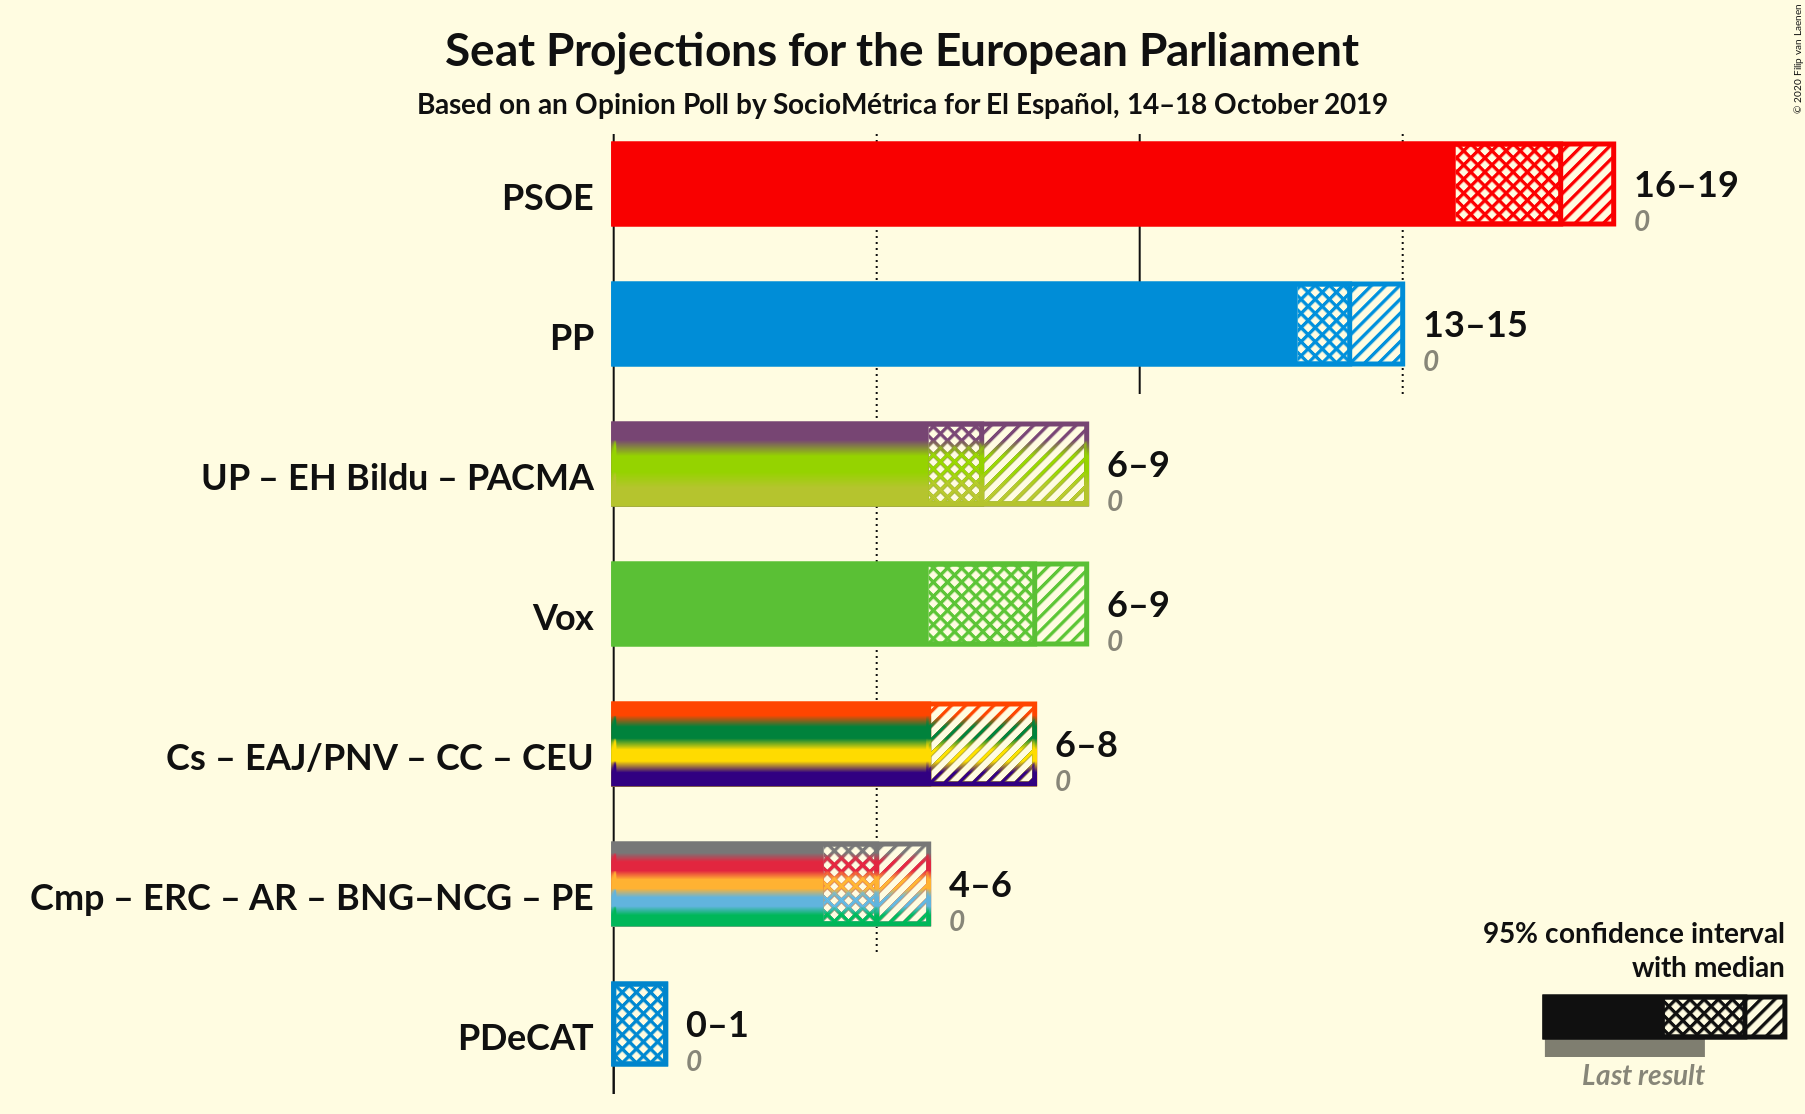 Seat Projections for the European Parliament
Based on an Opinion Poll by SocioMétrica for El Español, 14–18 October 2019
© 2020 Filip van Laenen
PSOE
16–19
0
PP
13–15
0
UP – EH Bildu – PACMA
6–9
0
Vox
6–9
0
Cs – EAJ/PNV – CC – CEU
6–8
0
Cmp – ERC – AR – BNG–NCG – PE
4–6
0
PDeCAT
0–1
0
95% confidence interval
with median
Last result